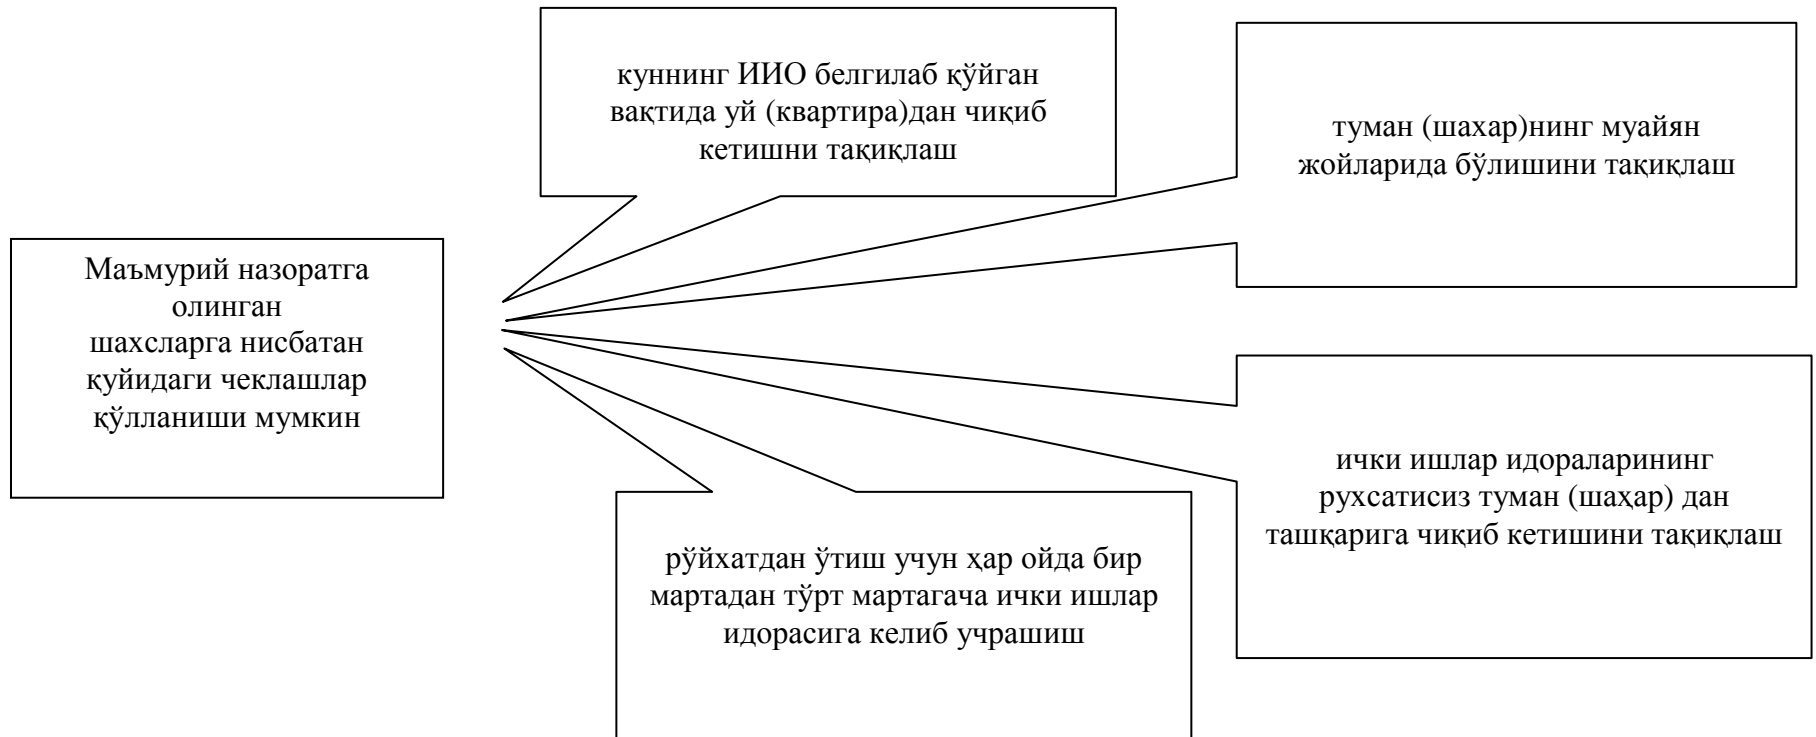 Маъмурий назоратга
олинган
шахсларга нисбатан
қуйидаги чеклашлар
қўлланиши мумкин
куннинг ИИО белгилаб қўйган
вақтида уй (квартира)дан чиқиб
кетишни тақиқлаш
туман (шахар)нинг муайян
жойларида бўлишини тақиқлаш
ички ишлар идораларининг
рухсатисиз туман (шаҳар) дан
ташқарига чиқиб кетишини тақиқлаш
рўйхатдан ўтиш учун ҳар ойда бир
мартадан тўрт мартагача ички ишлар
идорасига келиб учрашиш